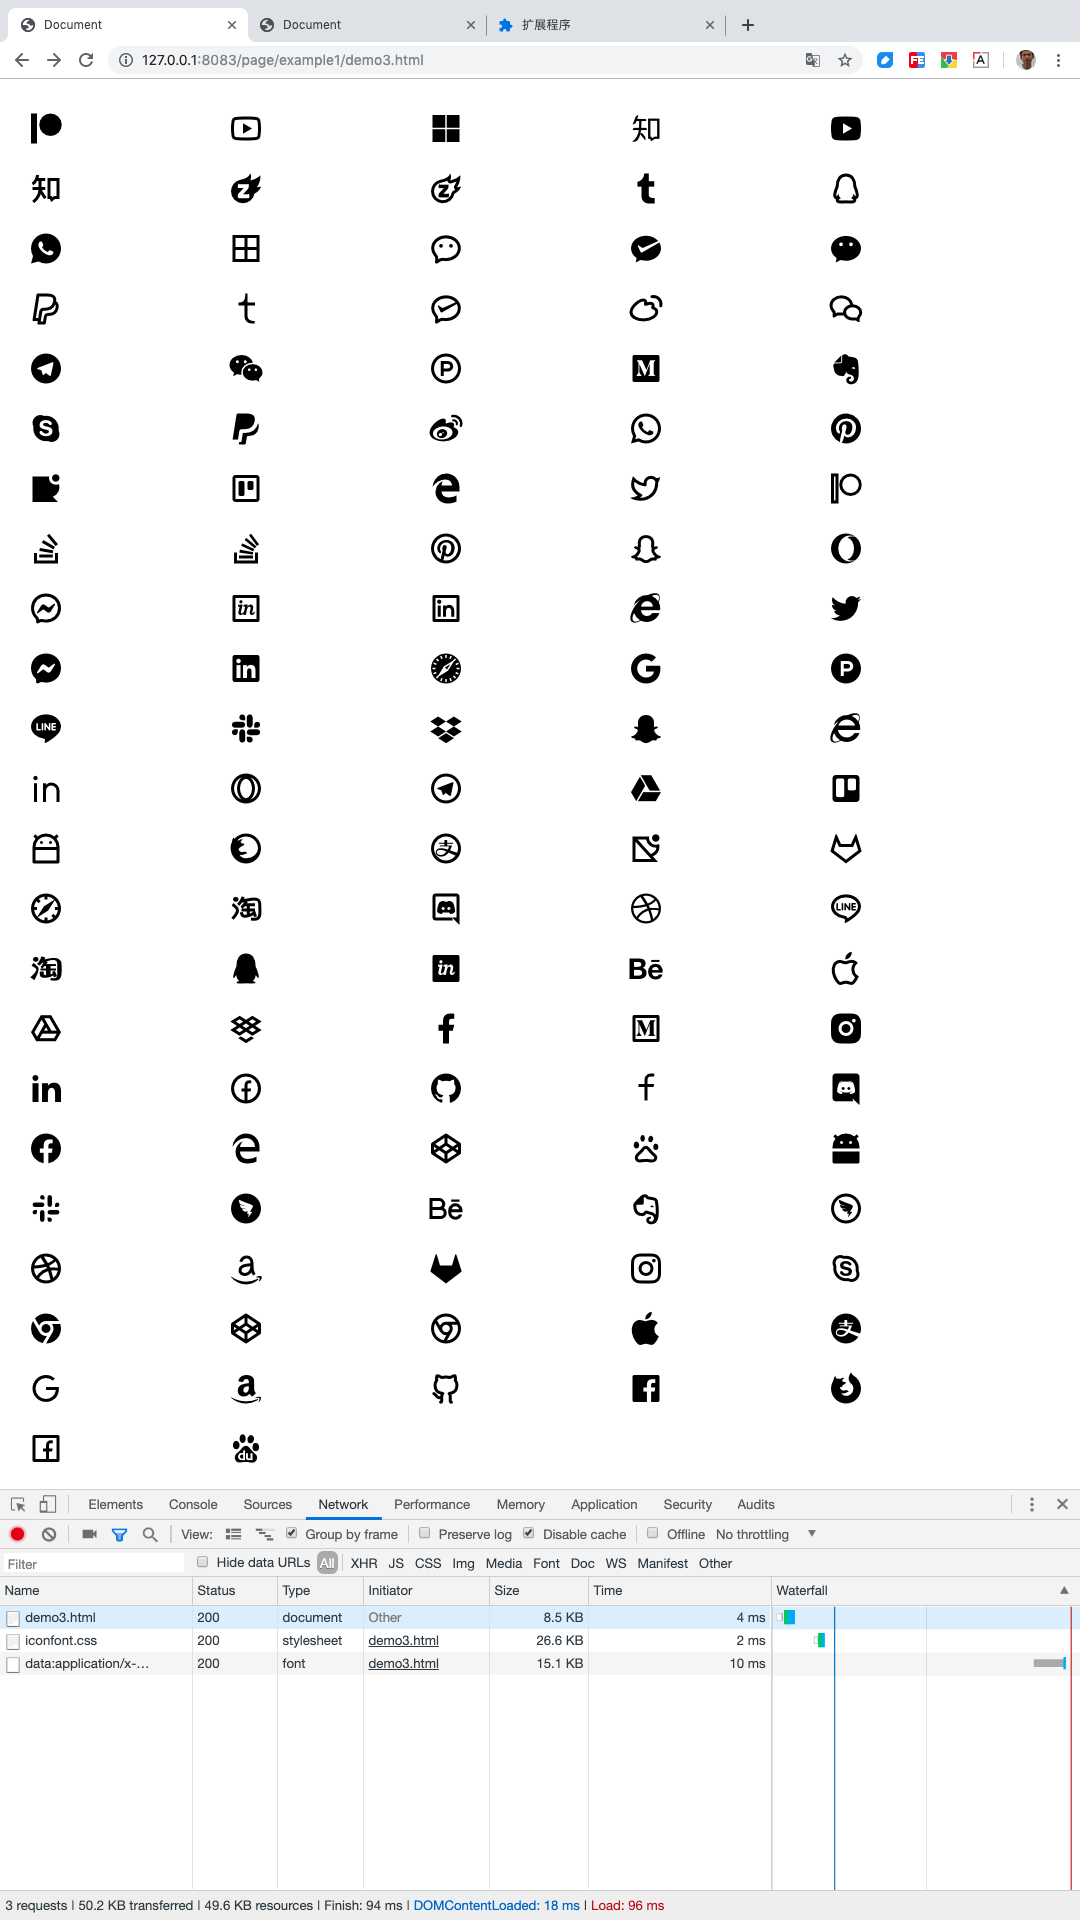 Document
Document
扩展程序
127.0.0.1:8083/page/example1/demo3.html
知
知
t
t
P
M
S
in
in
P
in
LINE
in
淘
LINE
淘
in
Bē
M
in
f
Bē
a
S
支
G
a
du
Elements Console Sources Network Performance Memory Application Security Audits
View: Group by frame Preserve log Disable cache Offline No throttling
Filter Hide data URLs All XHR JS CSS Img Media Font Doc WS Manifest Other
Name Status Type Initiator Size Time Waterfall
demo3.html 200 document Other 8.5 KB 4 ms
iconfont.css 200 stylesheet demo3.html 26.6 KB 2 ms
data:application/x-... 200 font demo3.html 15.1 KB 10 ms
3 requests | 50.2 KB transferred | 49.6 KB resources | Finish: 94 ms | DOMContentLoaded: 18 ms | Load: 96 ms